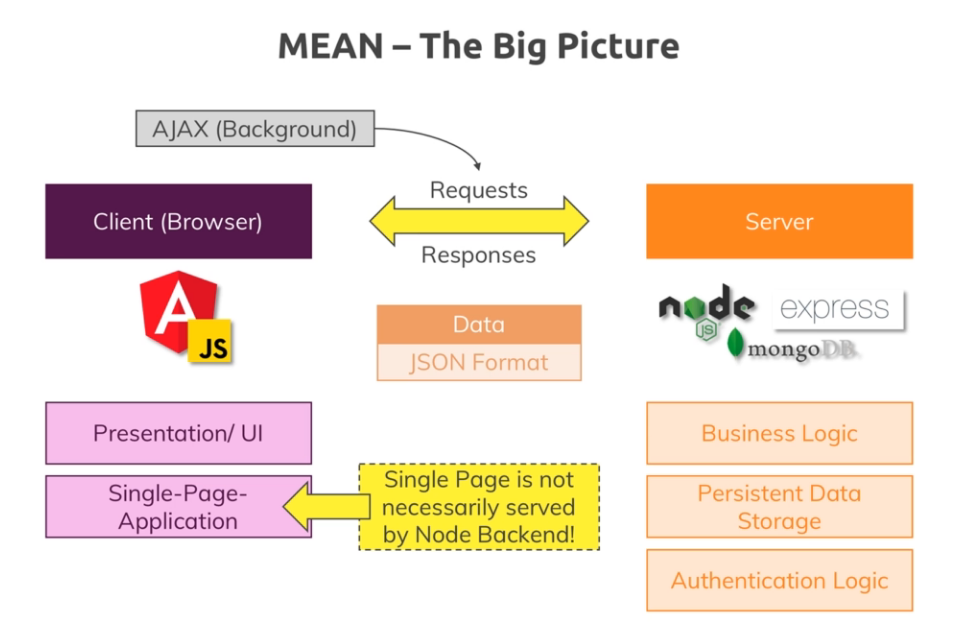 MEAN – The Big Picture
AJAX (Background)
Requests
Client (Browser)
Server
Responses
JS
node
JS
express
mongoDB.
Data
JSON Format
Presentation/ UI
Business Logic
Single-Page-
Application
Single Page is not
necessarily served
by Node Backend!
Persistent Data
Storage
Authentication Logic